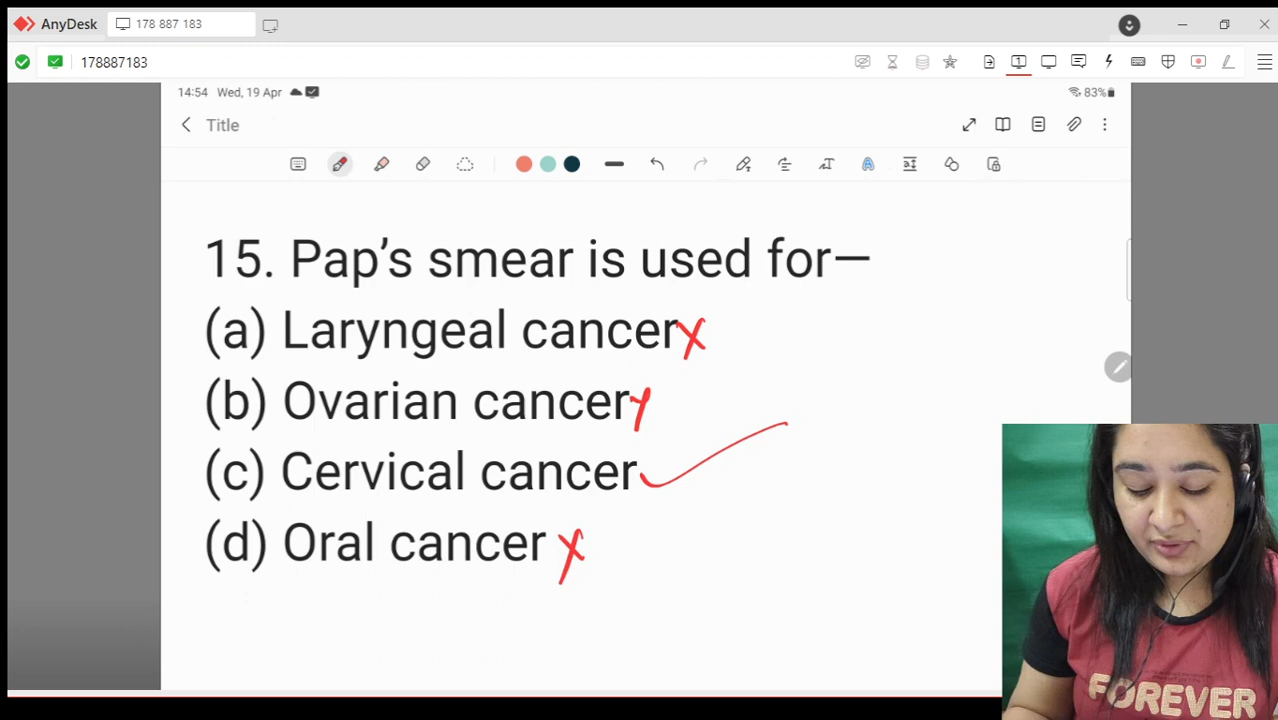 AnyDesk
178 887 183
178887183
14:54 Wed, 19 Apr
83%
Title
15. Pap’s smear is used for—
(a) Laryngeal cancer
(b) Ovarian cancer
(c) Cervical cancer
(d) Oral cancer
FOREVER